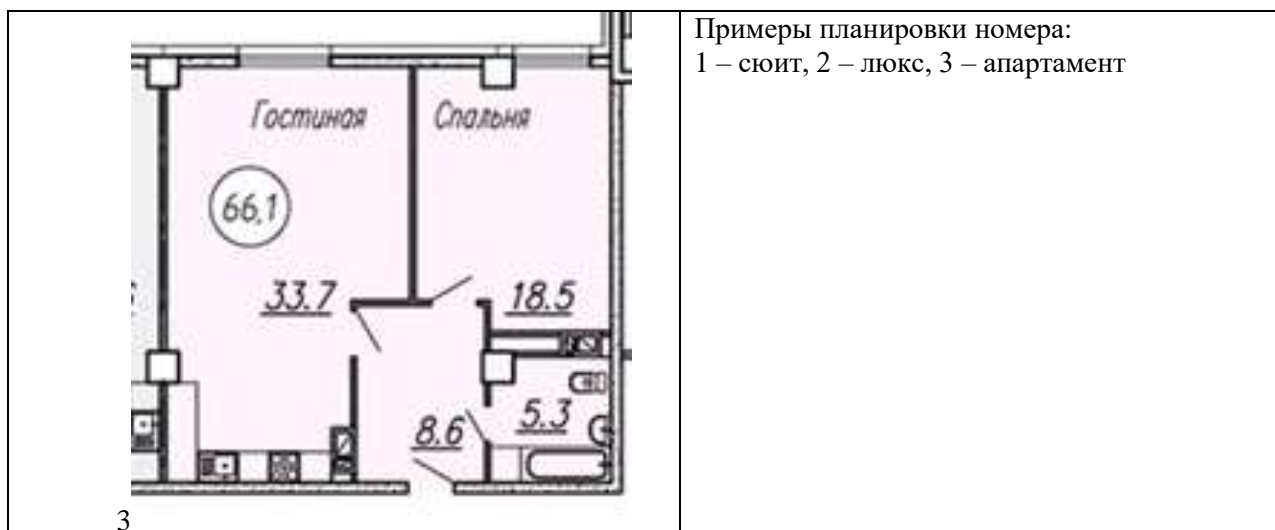 Гостиная
Спальня
66,1
33.7
18.5
8.6
5.3
3
Примеры планировки номера:
1 – сюит, 2 – люкс, 3 – апартамент